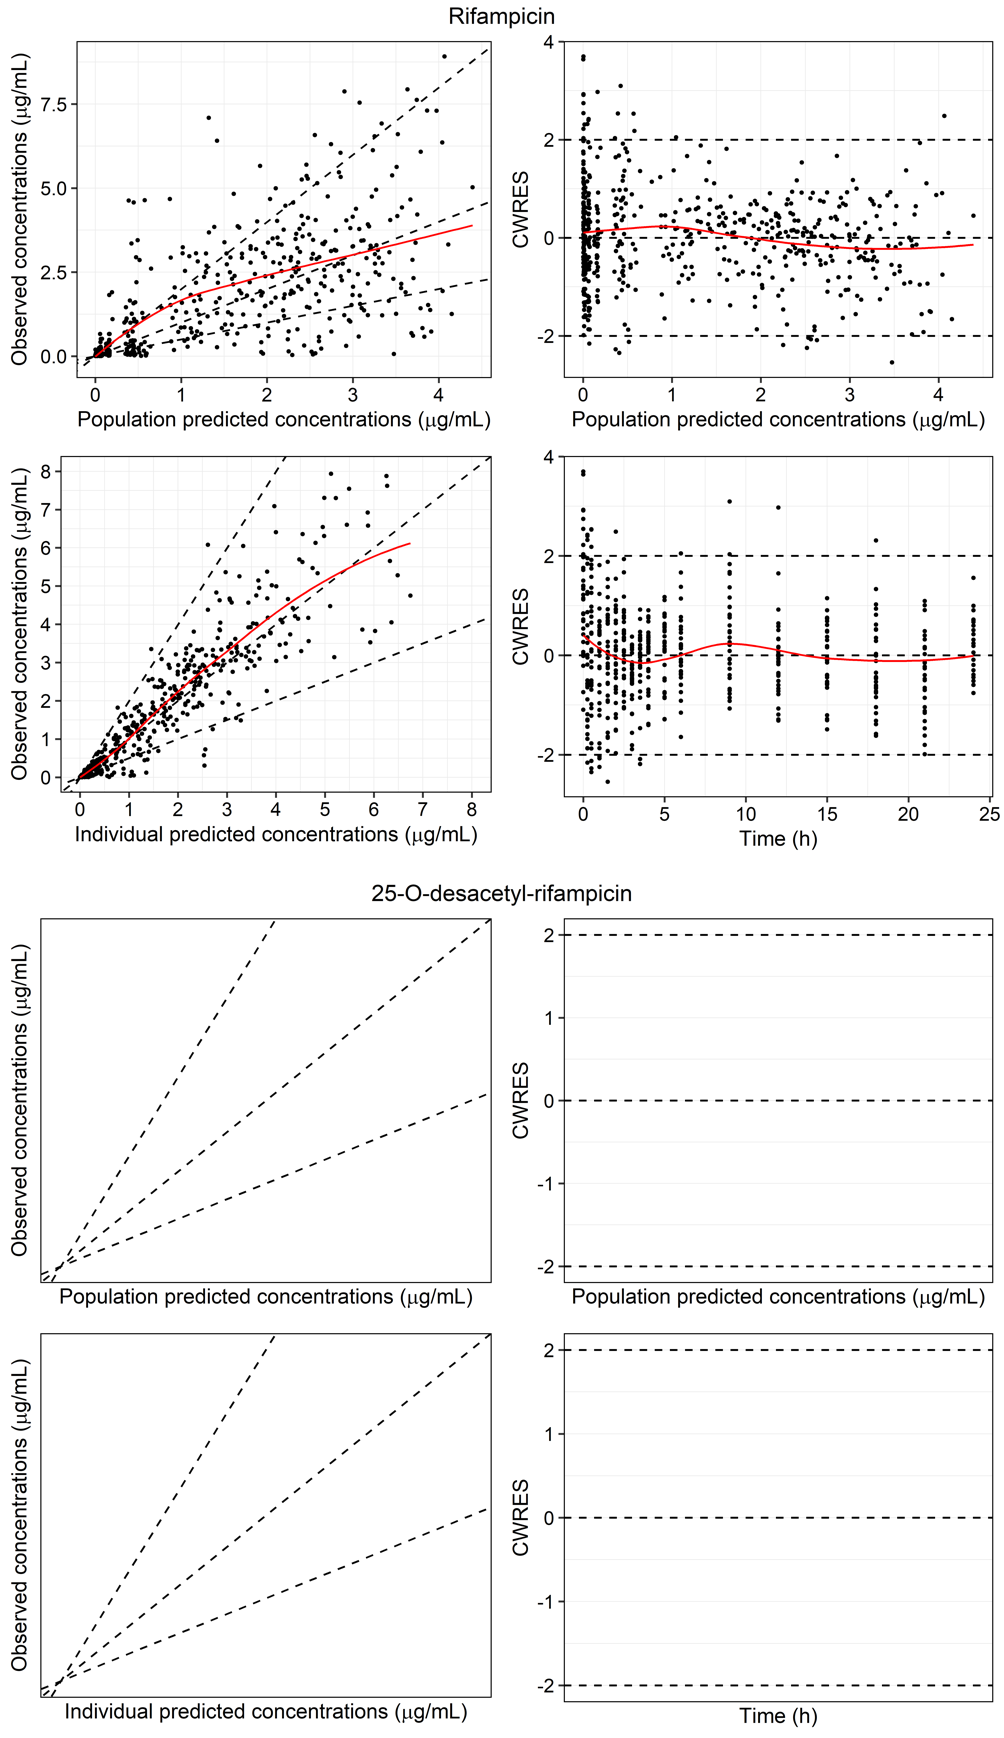 Rifampicin
Observed concentrations (μg/mL)
7.5
5.0
2.5
0.0
0 1 2 3 4
Population predicted concentrations (μg/mL)
CWRES
4
2
0
-2
0 1 2 3 4
Population predicted concentrations (μg/mL)
Observed concentrations (μg/mL)
8
7
6
5
4
3
2
1
0
0 1 2 3 4 5 6 7 8
Individual predicted concentrations (μg/mL)
CWRES
4
2
0
-2
0 5 10 15 20 25
Time (h)
25-O-desacetyl-rifampicin
Observed concentrations (μg/mL)
Population predicted concentrations (μg/mL)
CWRES
2
1
0
-1
-2
Population predicted concentrations (μg/mL)
Observed concentrations (μg/mL)
Individual predicted concentrations (μg/mL)
CWRES
2
1
0
-1
-2
Time (h)